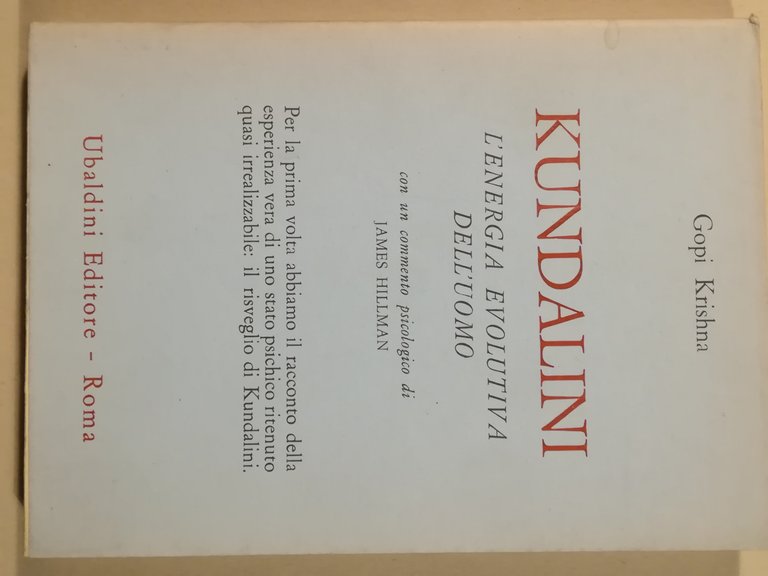 Gopi Krishna
KUNDALINI
L'ENERGIA EVOLUTIVA
DELL'UOMO
con un commento psicologico di
JAMES HILLMAN
Per la prima volta abbiamo il racconto della
esperienza vera di uno stato psichico ritenuto
quasi irrealizzabile: il risveglio di Kundalini.
Ubaldini Editore - Roma